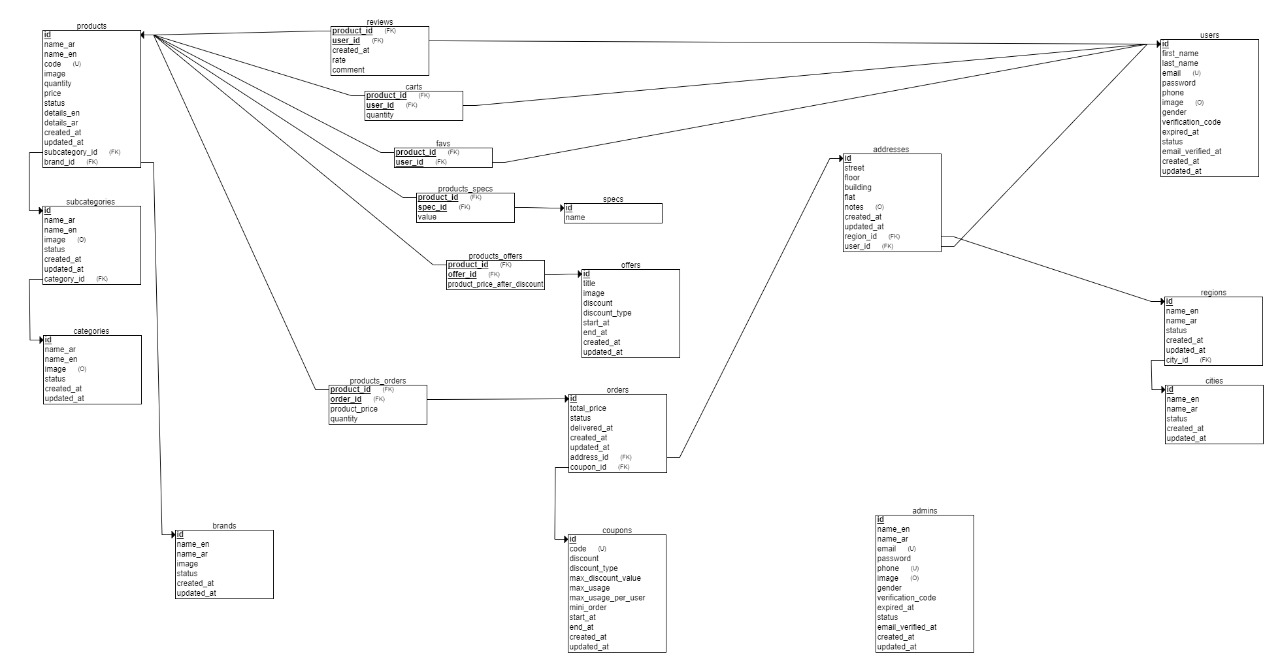 products
id
name_ar
name_en
code (U)
image
quantity
price
status
details_en
details_ar
created_at
updated_at
subcategory_id (FK)
brand_id (FK)
subcategories
id
name_ar
name_en
image (O)
status
created_at
updated_at
category_id (FK)
categories
id
name_ar
name_en
image (O)
status
created_at
updated_at
brands
id
name_en
name_ar
image
status
created_at
updated_at
reviews
product_id (FK)
user_id (FK)
created_at
rate
comment
carts
product_id (FK)
user_id (FK)
quantity
favs
product_id (FK)
user_id (FK)
products_specs
product_id (FK)
spec_id (FK)
value
specs
id
name
products_offers
product_id (FK)
offer_id (FK)
product_price_after_discount
offers
id
title
image
discount
discount_type
start_at
end_at
created_at
updated_at
products_orders
product_id (FK)
order_id (FK)
product_price
quantity
orders
id
total_price
status
delivered_at
created_at
updated_at
address_id (FK)
coupon_id (FK)
coupons
id
code (U)
discount
discount_type
max_discount_value
max_usage
max_usage_per_user
mini_order
start_at
end_at
created_at
updated_at
addresses
id
street
floor
building
flat
notes (O)
created_at
updated_at
region_id (FK)
user_id (FK)
users
id
first_name
last_name
email (U)
password
phone
image (O)
gender
verification_code
expired_at
status
email_verified_at
created_at
updated_at
regions
id
name_en
name_ar
status
created_at
updated_at
city_id (FK)
cities
id
name_en
name_ar
status
created_at
updated_at
admins
id
name_en
name_ar
email (U)
password
phone (U)
image (O)
gender
verification_code
expired_at
status
email_verified_at
created_at
updated_at